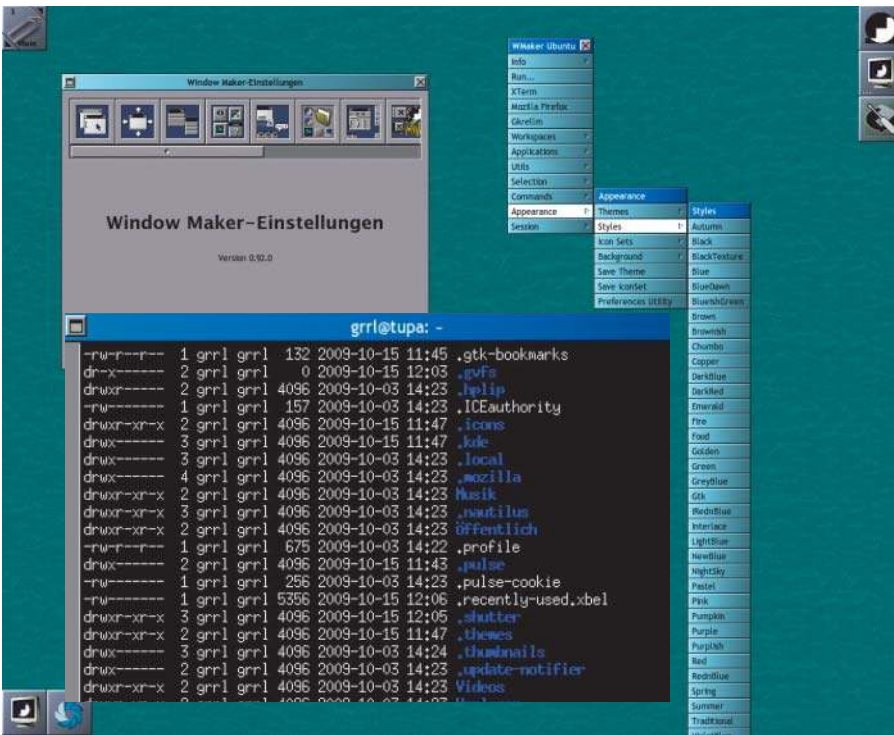 Main
Window Maker-Einstellungen
Window Maker-Einstellungen
Version 0.92.0
WMaker Ubuntu
Info
Run...
XTerm
Mozilla Firefox
Gkrellm
Workspaces
Applications
Utils
Selection
Commands
Appearance
Session
Appearance
Themes
Styles
Icon Sets
Background
Save Theme
Save IconSet
Preferences Utility
Styles
Autumn
Black
BlackTexture
Blue
BlueDawn
BlueishGreen
Brown
Brownish
Chumbo
Copper
DarkBlue
DarkRed
Emerald
Fire
Food
Golden
Green
GreyBlue
Gtk
IRednBlue
Interlace
LightBlue
NewBlue
NightSky
Pastel
Pink
Pumpkin
Purple
Purplish
Red
RednBlue
Spring
Summer
Traditional
grrl@tupa: ~
-rw-r--r-- 1 grrl grrl 132 2009-10-15 11:45 .gtk-bookmarks
dr-x------ 2 grrl grrl 0 2009-10-15 12:03 .gvfs
drwxr------ 2 grrl grrl 4096 2009-10-03 14:23 .hplip
-rw------- 1 grrl grrl 157 2009-10-03 14:23 .ICEauthority
drwxr-xr-x 2 grrl grrl 4096 2009-10-15 11:47 .icons
drwx------ 3 grrl grrl 4096 2009-10-15 11:47 .kde
drwx------ 3 grrl grrl 4096 2009-10-03 14:23 .local
drwx------ 4 grrl grrl 4096 2009-10-03 14:23 .mozilla
drwxr-xr-x 2 grrl grrl 4096 2009-10-03 14:23 Musik
drwxr-xr-x 3 grrl grrl 4096 2009-10-03 14:23 .nautilus
drwxr-xr-x 2 grrl grrl 4096 2009-10-03 14:23 Öffentlich
-rw-r--r-- 1 grrl grrl 675 2009-10-03 14:22 .profile
drwx------ 2 grrl grrl 4096 2009-10-15 11:43 .pulse
-rw------- 1 grrl grrl 256 2009-10-03 14:23 .pulse-cookie
-rw------- 1 grrl grrl 5356 2009-10-15 12:06 .recently-used.xbel
drwxr-xr-x 3 grrl grrl 4096 2009-10-15 12:05 .shutter
drwxr-xr-x 2 grrl grrl 4096 2009-10-15 11:47 .themes
drwx------ 3 grrl grrl 4096 2009-10-03 14:24 .thumbnails
drwx------ 2 grrl grrl 4096 2009-10-03 14:23 .update-notifier
drwxr-xr-x 2 grrl grrl 4096 2009-10-03 14:23 Videos